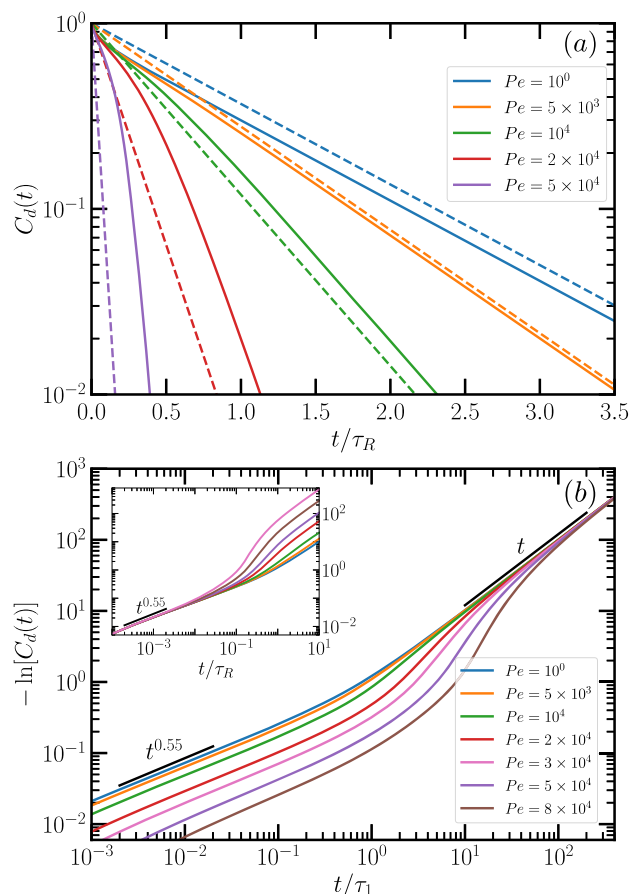 (a)
C_d(t)
10^0
10^{-1}
10^{-2}
Pe = 10^0
Pe = 5 × 10^3
Pe = 10^4
Pe = 2 × 10^4
Pe = 5 × 10^4
0.0 0.5 1.0 1.5 2.0 2.5 3.0 3.5
t/τ_R
(b)
− ln[C_d(t)]
10^3
10^2
10^1
10^0
10^{-1}
10^{-2}
10^2
10^0
10^{-2}
t^{0.55}
10^{-3} 10^{-1} 10^1
t/τ_R
t
t^{0.55}
Pe = 10^0
Pe = 5 × 10^3
Pe = 10^4
Pe = 2 × 10^4
Pe = 3 × 10^4
Pe = 5 × 10^4
Pe = 8 × 10^4
10^{-3} 10^{-2} 10^{-1} 10^0 10^1 10^2
t/τ_1